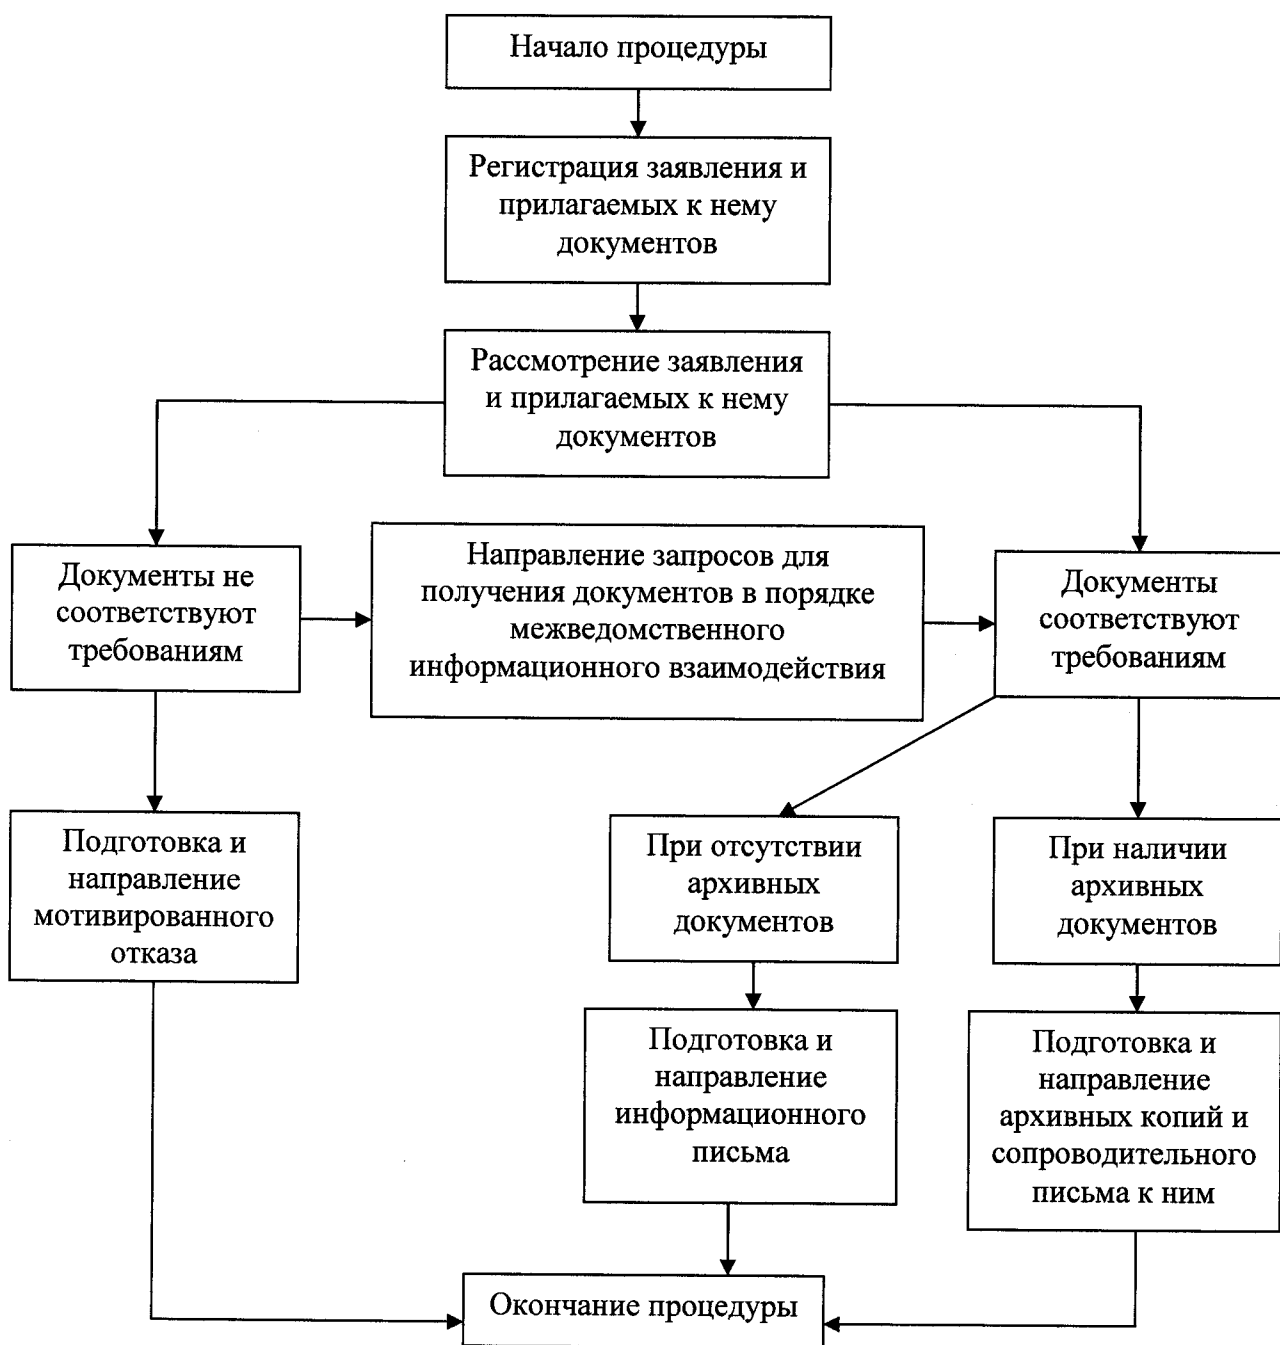 Начало процедуры
Регистрация заявления и
прилагаемых к нему
документов
Рассмотрение заявления
и прилагаемых к нему
документов
Документы не
соответствуют
требованиям
Направление запросов для
получения документов в порядке
межведомственного
информационного взаимодействия
Документы
соответствуют
требованиям
Подготовка и
направление
мотивированного
отказа
При отсутствии
архивных
документов
При наличии
архивных
документов
Подготовка и
направление
информационного
письма
Подготовка и
направление
архивных копий и
сопроводительного
письма к ним
Окончание процедуры